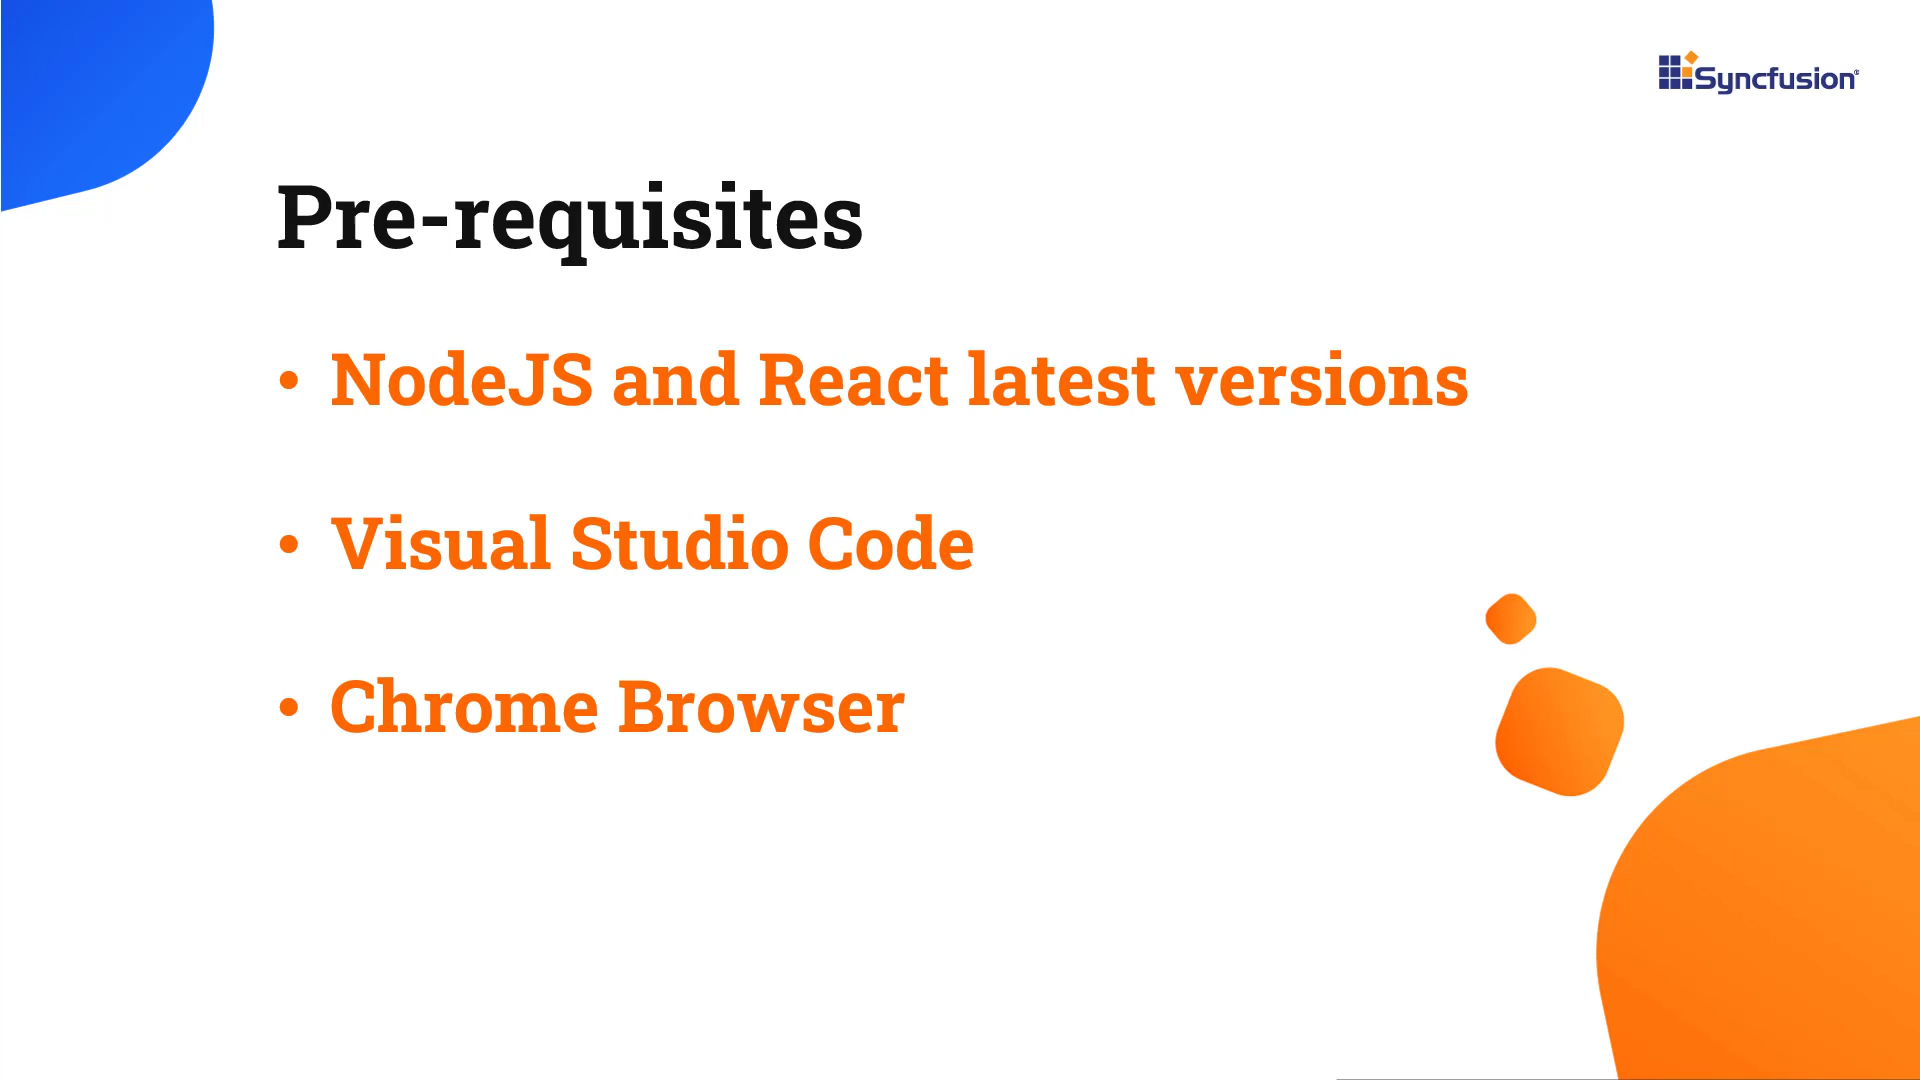 Syncfusion®
Pre-requisites
• NodeJS and React latest versions
• Visual Studio Code
• Chrome Browser